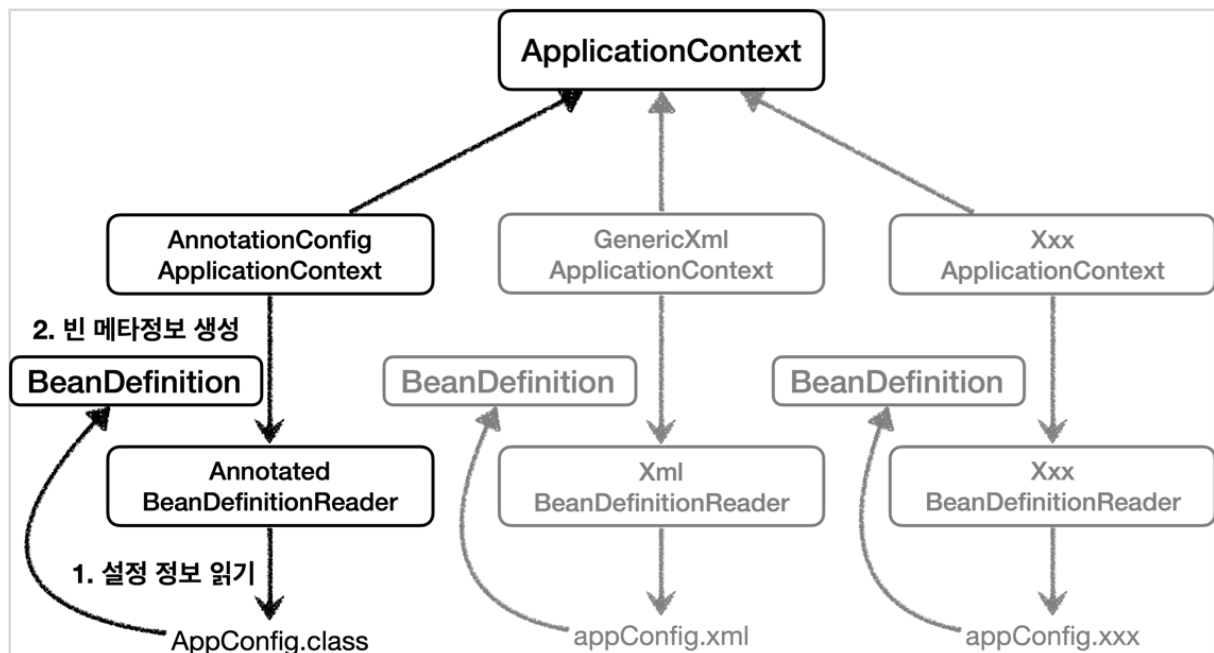 ApplicationContext
AnnotationConfig
ApplicationContext
GenericXml
ApplicationContext
Xxx
ApplicationContext
2. 빈 메타정보 생성
BeanDefinition
BeanDefinition
BeanDefinition
Annotated
BeanDefinitionReader
Xml
BeanDefinitionReader
Xxx
BeanDefinitionReader
1. 설정 정보 읽기
AppConfig.class
appConfig.xml
appConfig.xxx